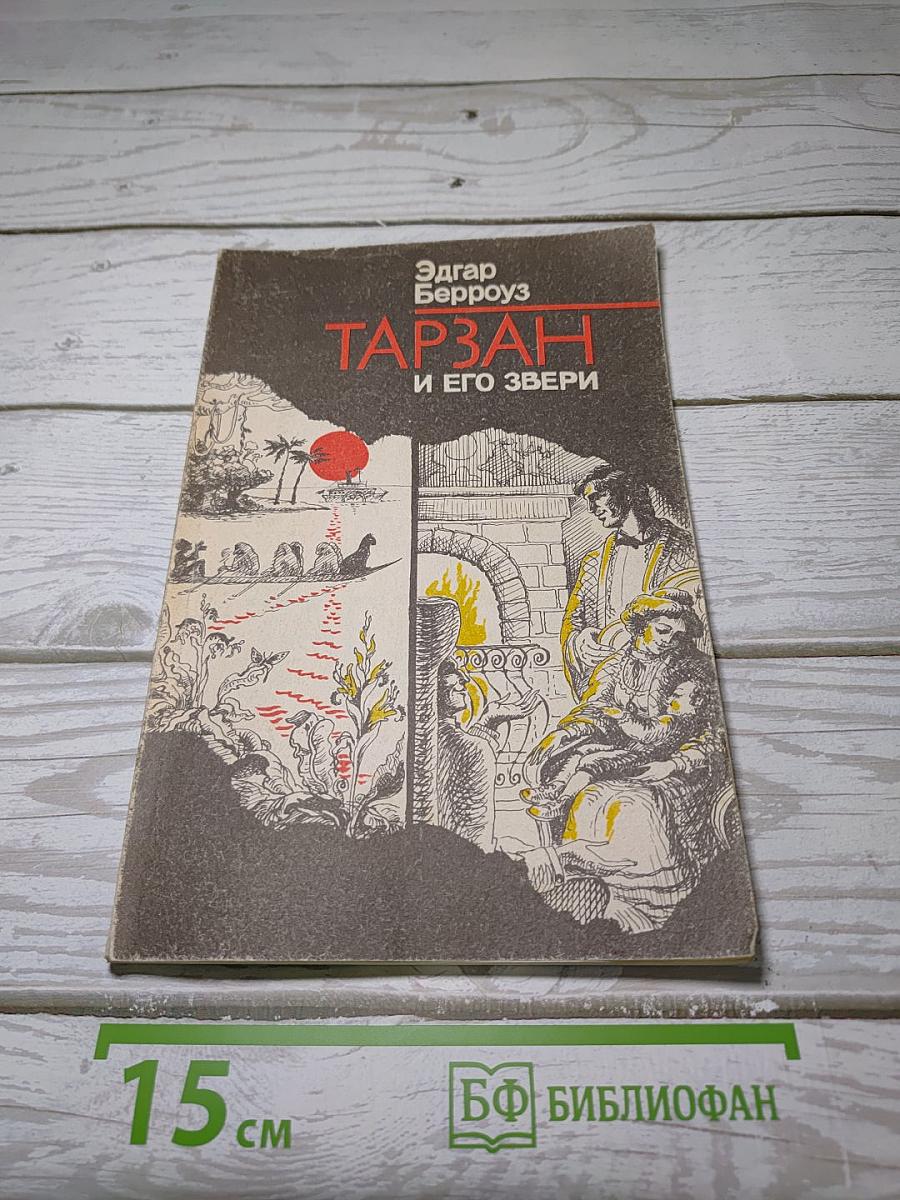 Эдгар
Берроуз
ТАРЗАН
И ЕГО ЗВЕРИ
15 см
БФ БИБЛИОФАН